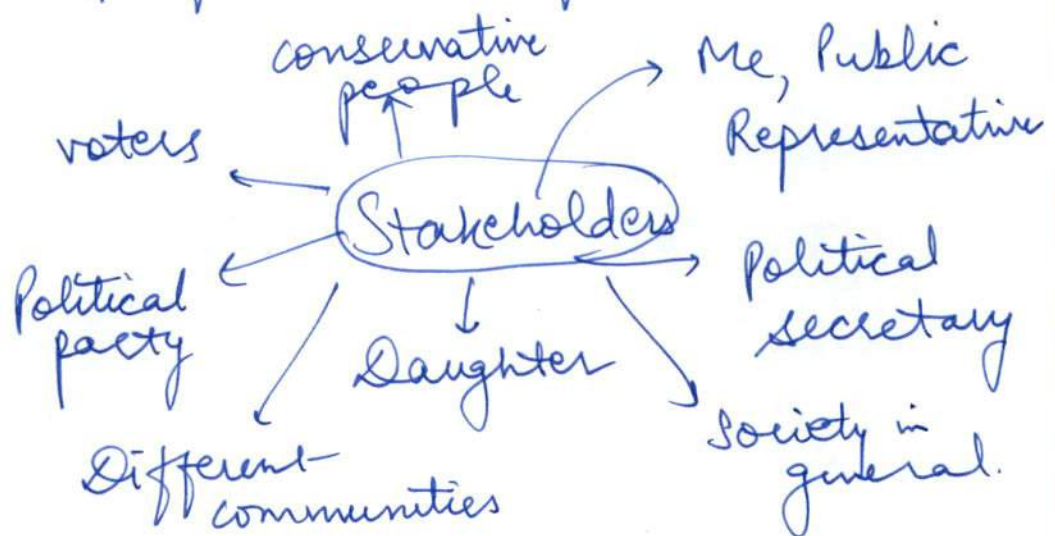 conservative
people
Me, Public
Representative
voters
Stakeholders
Political
party
Daughter
Political
secretary
Different
communities
Society in
general.